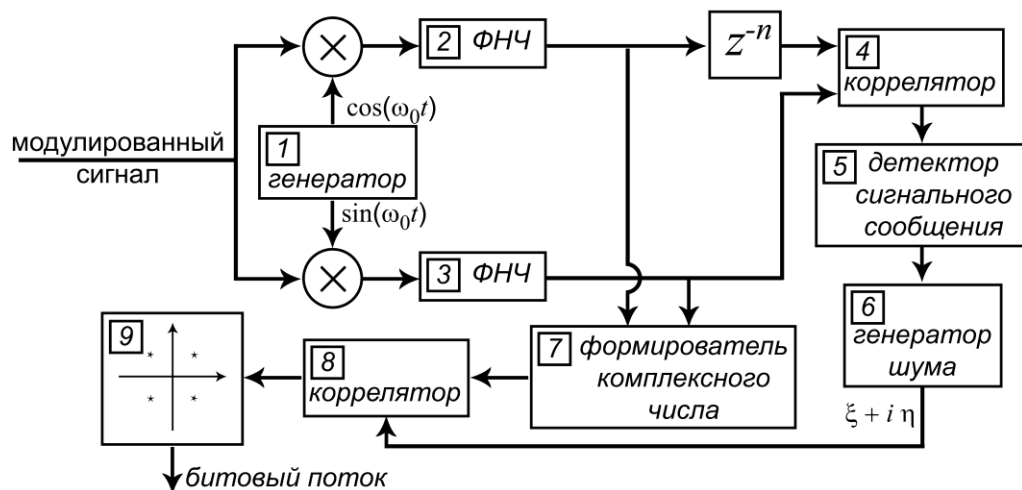 2 ФНЧ
z⁻ⁿ
4
коррелятор
cos(ω₀t)
модулированный
сигнал
1
генератор
5 детектор
сигнального
сообщения
sin(ω₀t)
3 ФНЧ
6
генератор
шума
9
8
коррелятор
7 формирователь
комплексного
числа
ξ + i η
битовый поток